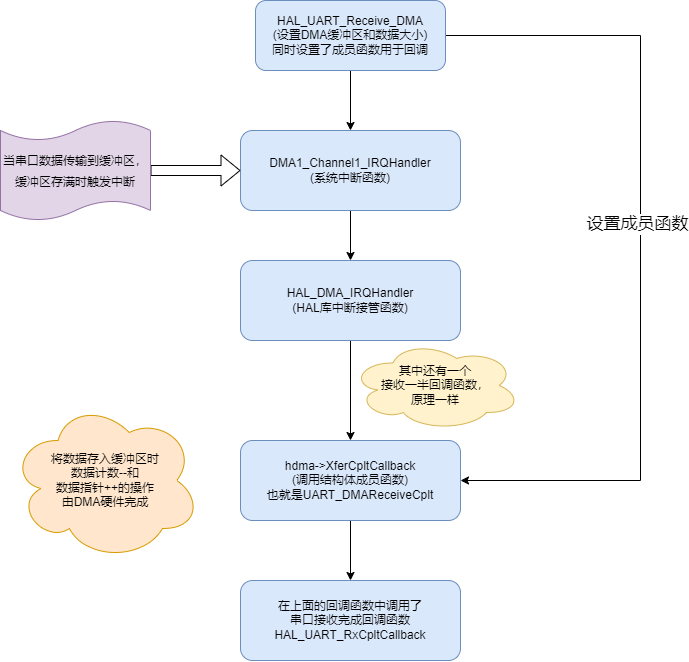 HAL_UART_Receive_DMA
(设置DMA缓冲区和数据大小)
同时设置了成员函数用于回调
当串口数据传输到缓冲区，
缓冲区存满时触发中断
DMA1_Channel1_IRQHandler
(系统中断函数)
设置成员函数
HAL_DMA_IRQHandler
(HAL库中断接管函数)
其中还有一个
接收一半回调函数，
原理一样
将数据存入缓冲区时
数据计数--和
数据指针++的操作
由DMA硬件完成
hdma->XferCpltCallback
(调用结构体成员函数)
也就是UART_DMAReceiveCplt
在上面的回调函数中调用了
串口接收完成回调函数
HAL_UART_RxCpltCallback